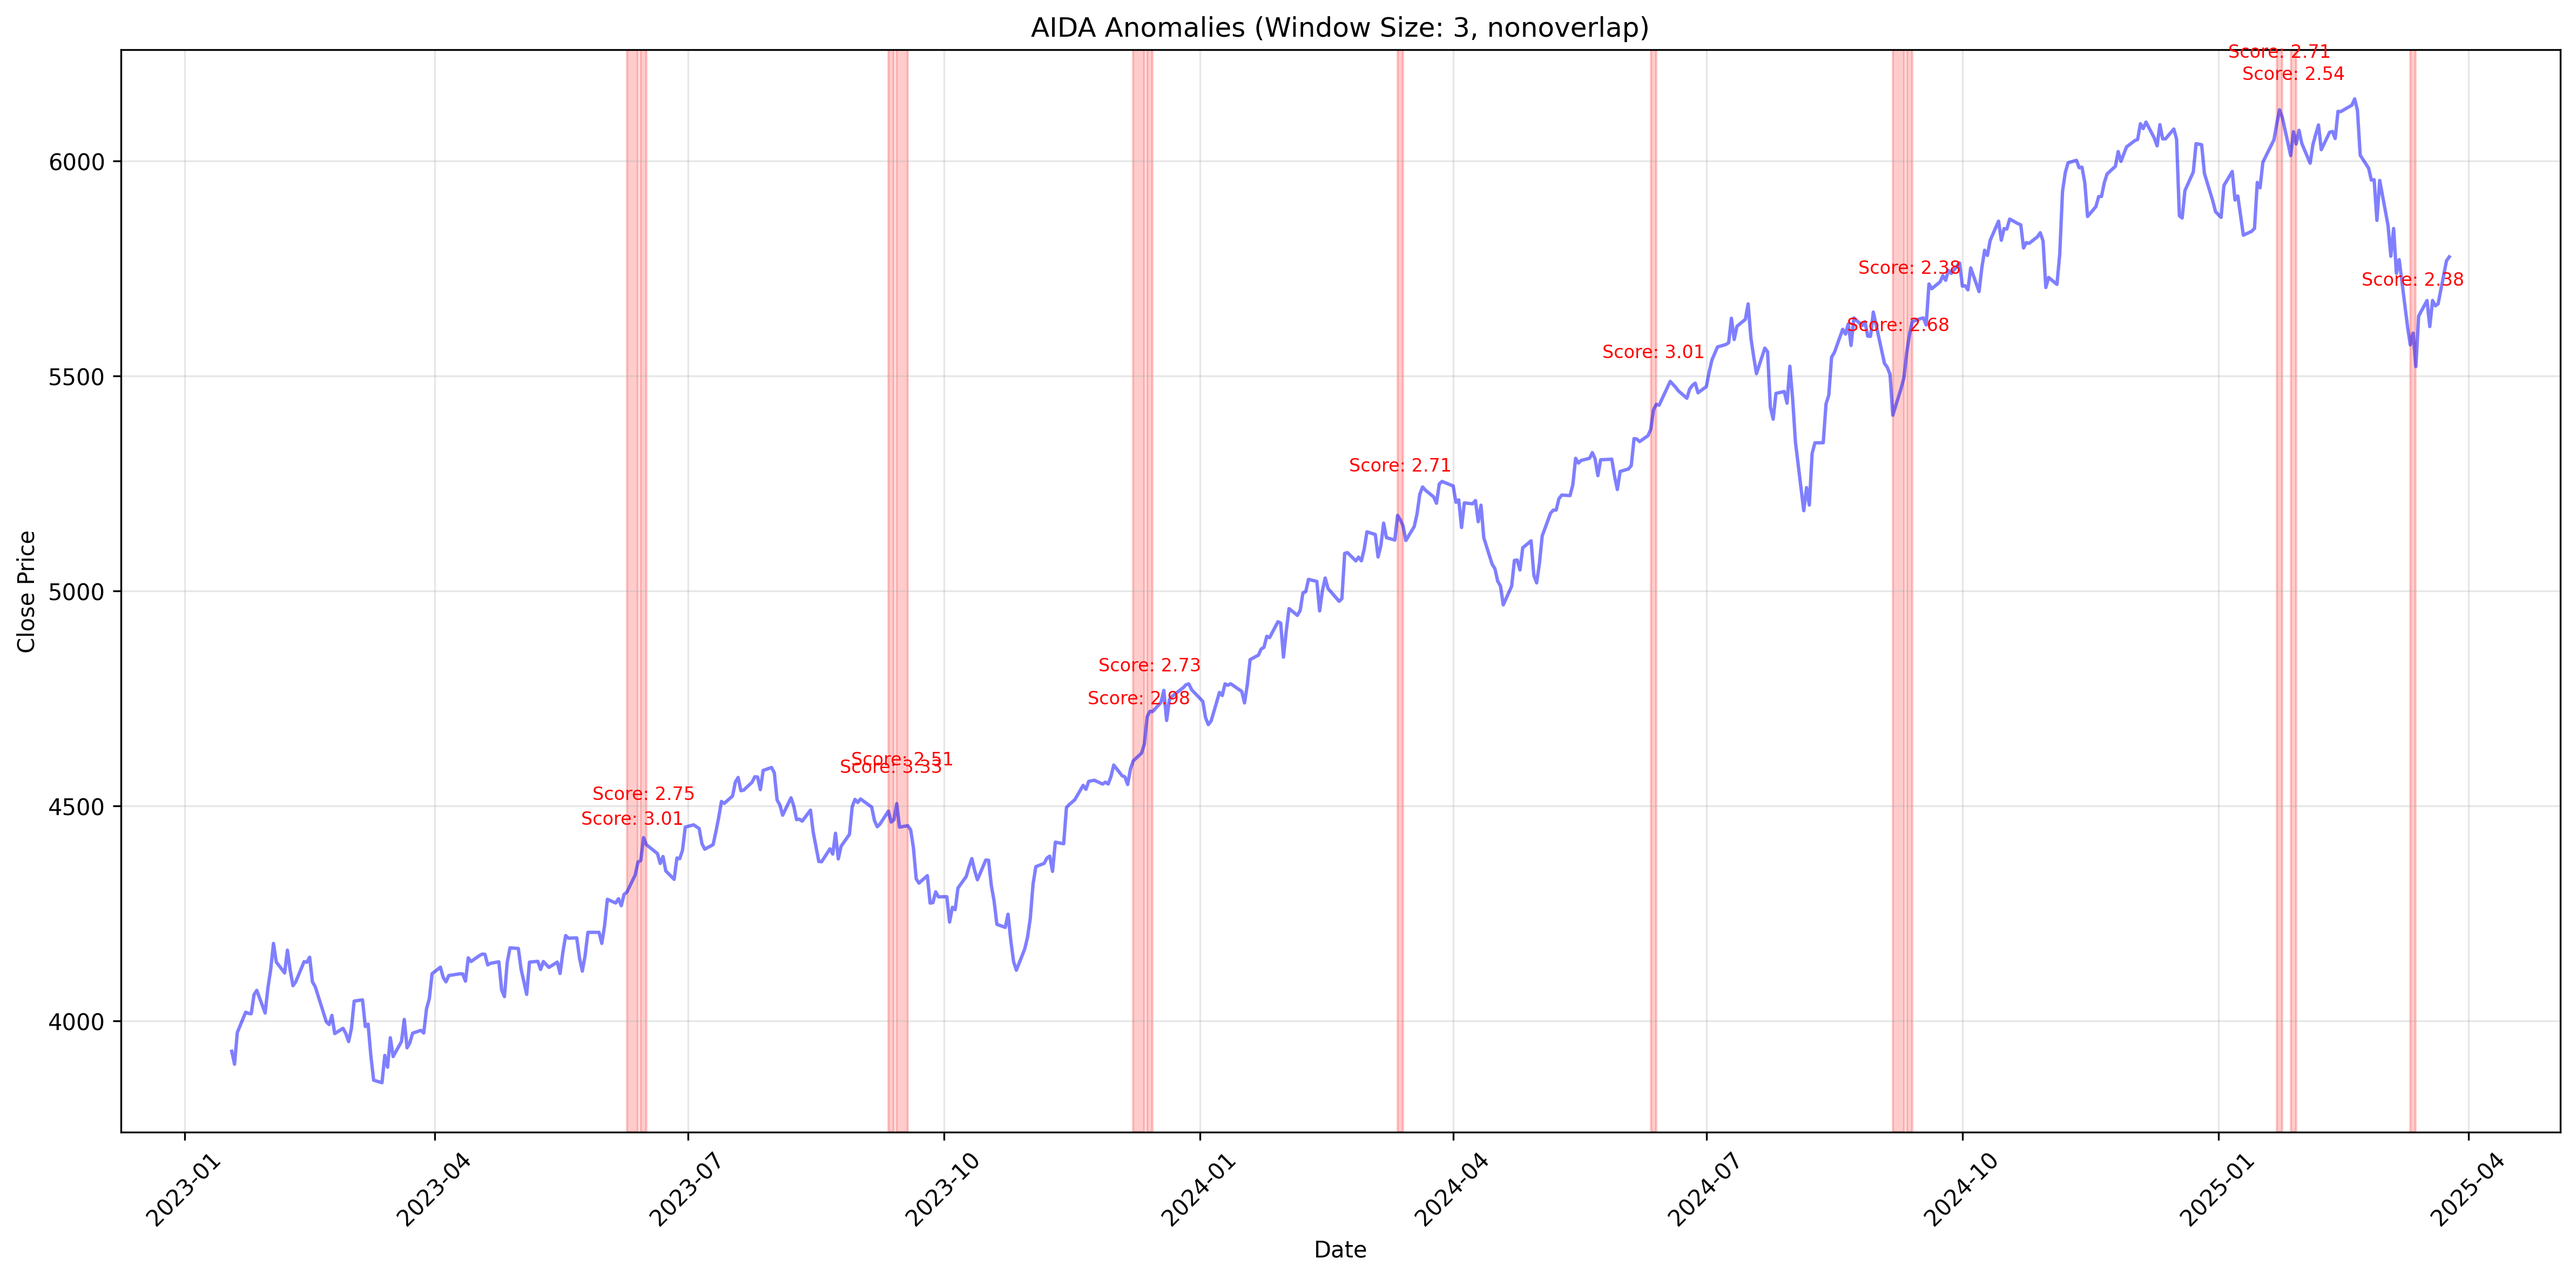 AIDA Anomalies (Window Size: 3, nonoverlap)
Score: 2.71
Score: 2.54
6000
Score: 2.38
Score: 2.38
Score: 2.68
Score: 3.01
5500
Score: 2.71
5000
Score: 2.73
Score: 2.98
Score: 2.51
Score: 3.33
Score: 2.75
Score: 3.01
4500
4000
Close Price
2023-01
2023-04
2023-07
2023-10
2024-01
2024-04
2024-07
2024-10
2025-01
2025-04
Date